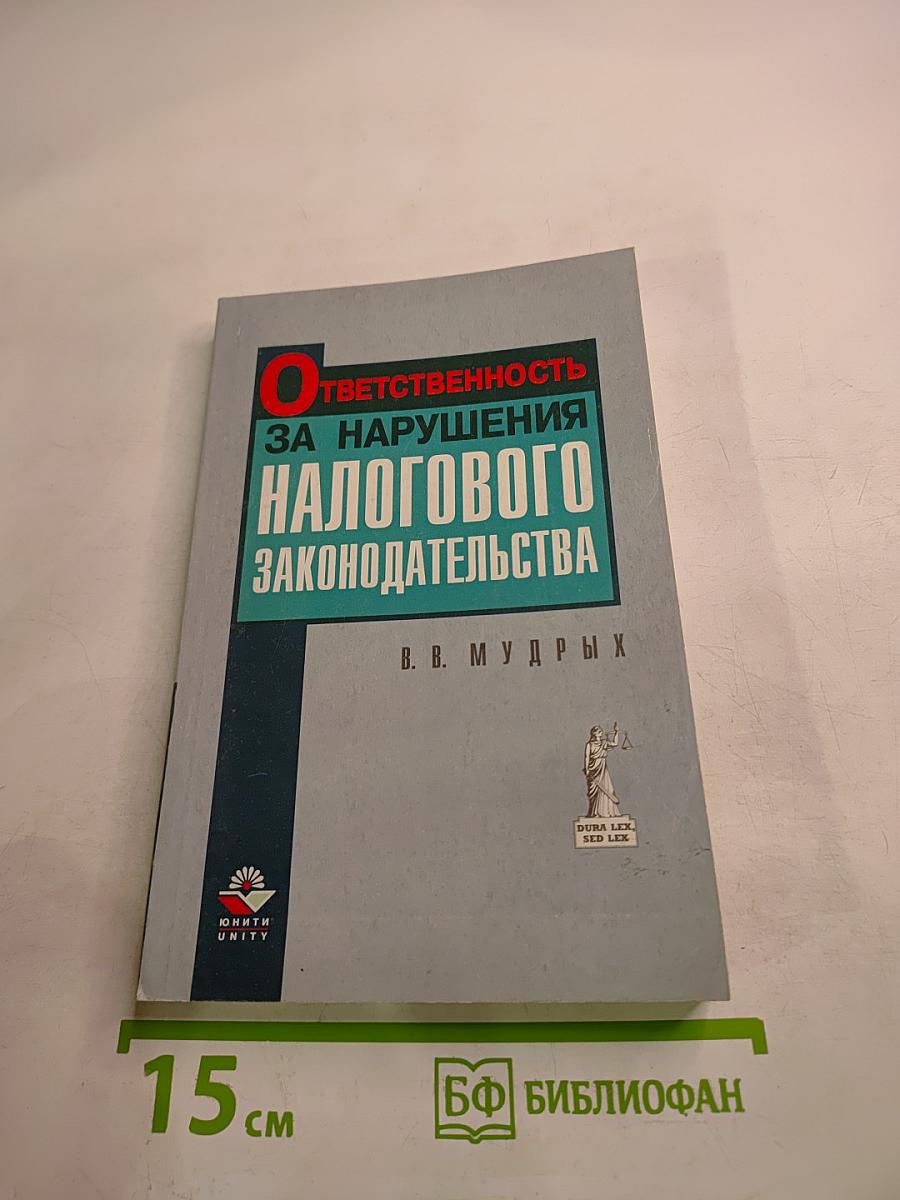 Ответственность
за нарушения
налогового
законодательства
В. В. Мудрых
DURA LEX,
SED LEX
ЮНИТИ
UNITY
15 см
БФ БИБЛИОФАН